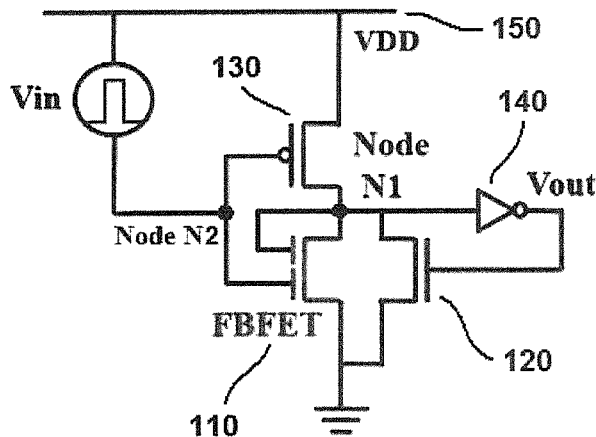 150
VDD
130
Vin
140
Node
N1
Vout
Node N2
FBFET
120
110